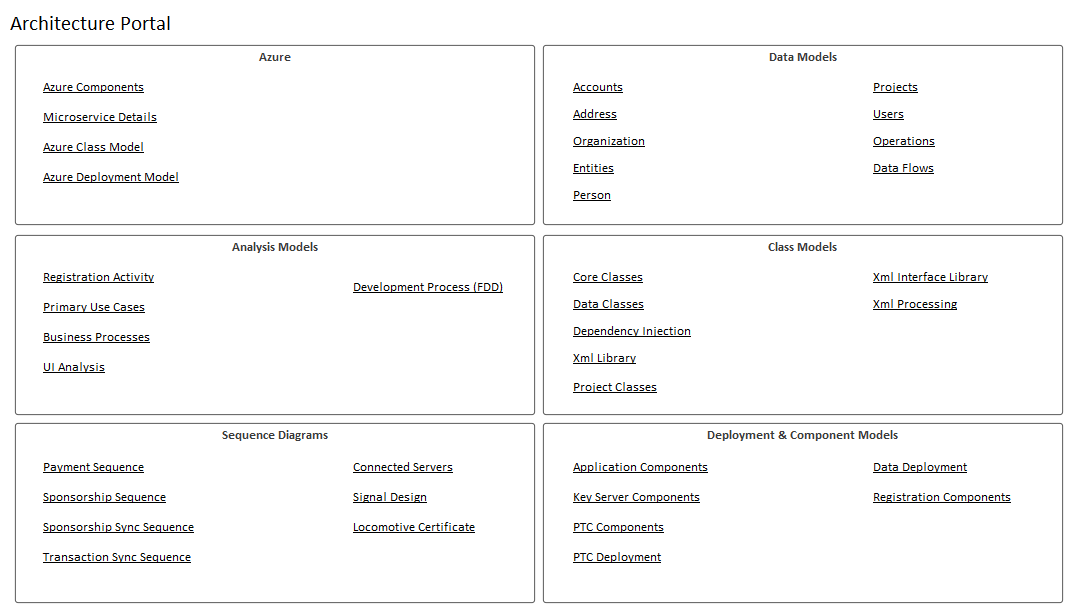 Architecture Portal
Azure
Azure Components
Microservice Details
Azure Class Model
Azure Deployment Model
Data Models
Accounts
Address
Organization
Entities
Person
Projects
Users
Operations
Data Flows
Analysis Models
Registration Activity
Primary Use Cases
Business Processes
UI Analysis
Development Process (FDD)
Class Models
Core Classes
Data Classes
Dependency Injection
Xml Library
Project Classes
Xml Interface Library
Xml Processing
Sequence Diagrams
Payment Sequence
Sponsorship Sequence
Sponsorship Sync Sequence
Transaction Sync Sequence
Connected Servers
Signal Design
Locomotive Certificate
Deployment & Component Models
Application Components
Key Server Components
PTC Components
PTC Deployment
Data Deployment
Registration Components